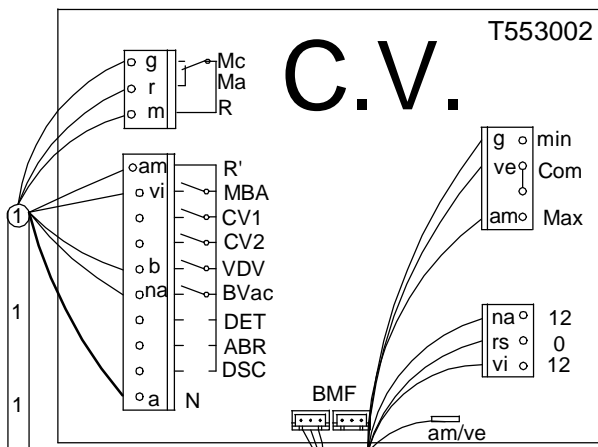 T553002
C.V.
g Mc
r Ma
m R
am R'
vi MBA
CV1
CV2
b VDV
na BVac
DET
ABR
DSC
a N
1
1
1
g min
ve Com
am Max
na 12
rs 0
vi 12
BMF
am/ve